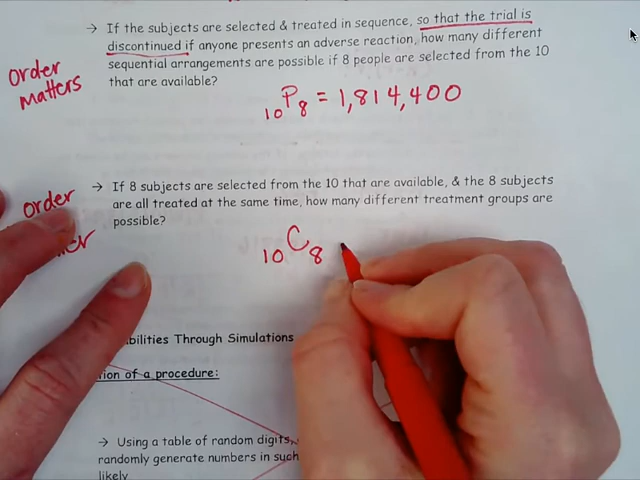 → If the subjects are selected & treated in sequence, so that the trial is
discontinued if anyone presents an adverse reaction, how many different
sequential arrangements are possible if 8 people are selected from the 10
that are available?
order
matters
10P8 = 1,814,400
→ If 8 subjects are selected from the 10 that are available, & the 8 subjects
are all treated at the same time, how many different treatment groups are
possible?
order
10C8
Through Simulations
of a procedure:
→ Using a table of random digits,
randomly generate numbers in such
likely